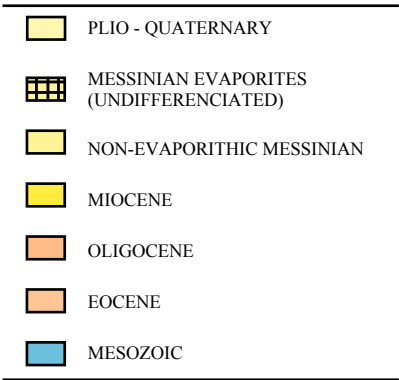 PLIO - QUATERNARY
MESSINIAN EVAPORITES
(UNDIFFERENCIATED)
NON-EVAPORITHIC MESSINIAN
MIOCENE
OLIGOCENE
EOCENE
MESOZOIC